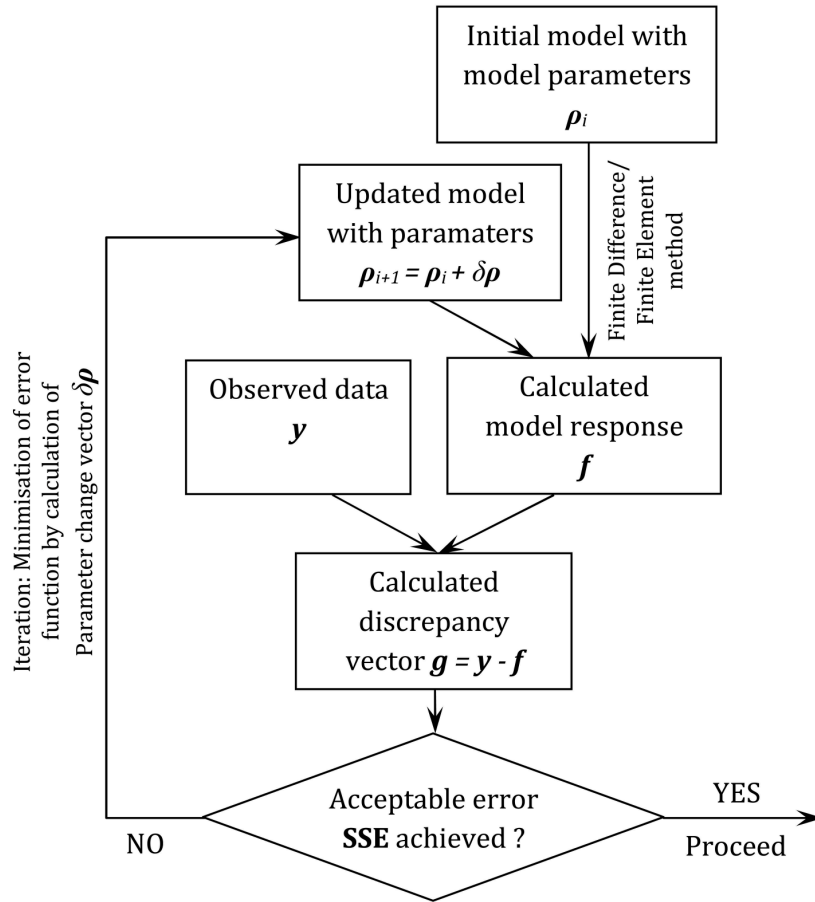 Initial model with
model parameters
ρi
Updated model
with paramaters
ρi+1 = ρi + δρ
Finite Difference/
Finite Element
method
Observed data
y
Calculated
model response
f
Calculated
discrepancy
vector g = y - f
Iteration: Minimisation of error
function by calculation of
Parameter change vector δρ
Acceptable error
SSE achieved ?
NO
YES
Proceed